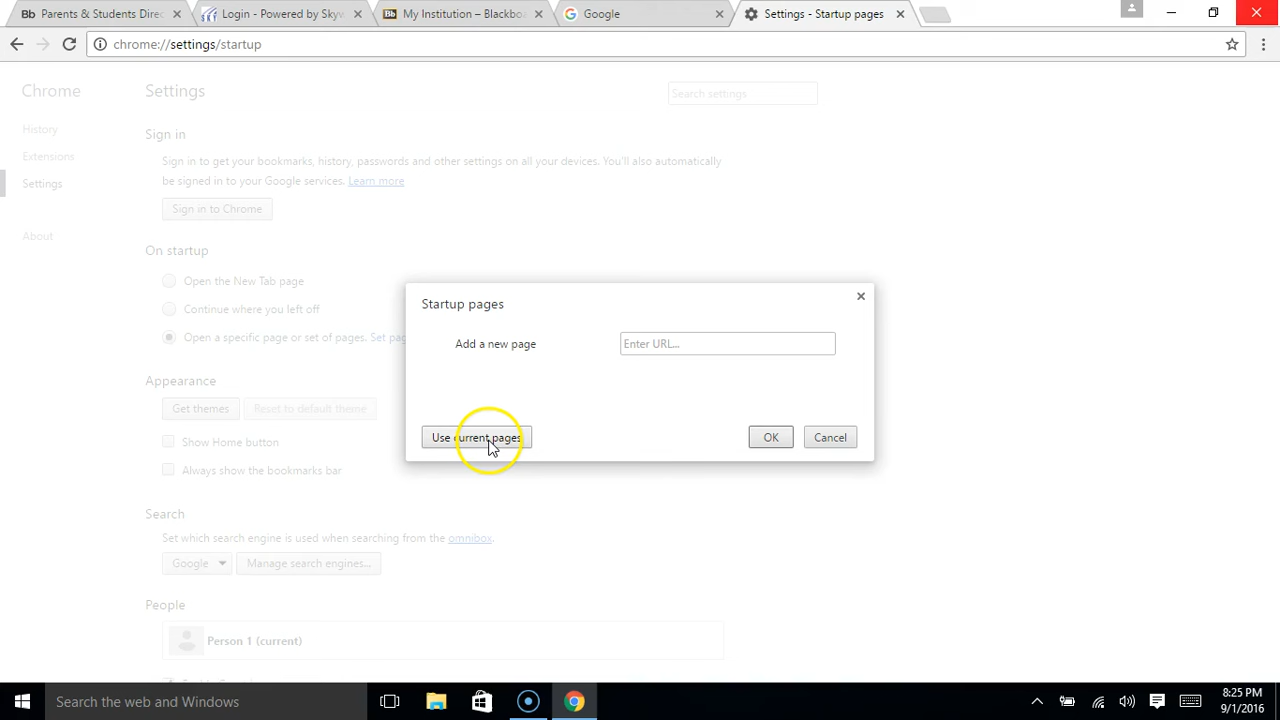 Bb Parents & Students Direc
Login - Powered by Skyw
Bb My Institution – Blackbo
Google
Settings - Startup pages
chrome://settings/startup
Chrome
Settings
Search settings
History
Extensions
Settings
About
Sign in
Sign in to get your bookmarks, history, passwords and other settings on all your devices. You'll also automatically
be signed in to your Google services. Learn more
Sign in to Chrome
On startup
Open the New Tab page
Continue where you left off
Open a specific page or set of pages. Set pag
Startup pages
Add a new page
Enter URL...
Use current pages
OK
Cancel
Appearance
Get themes
Reset to default theme
Show Home button
Always show the bookmarks bar
Search
Set which search engine is used when searching from the omnibox.
Google
Manage search engines...
People
Person 1 (current)
Search the web and Windows
8:25 PM
9/1/2016